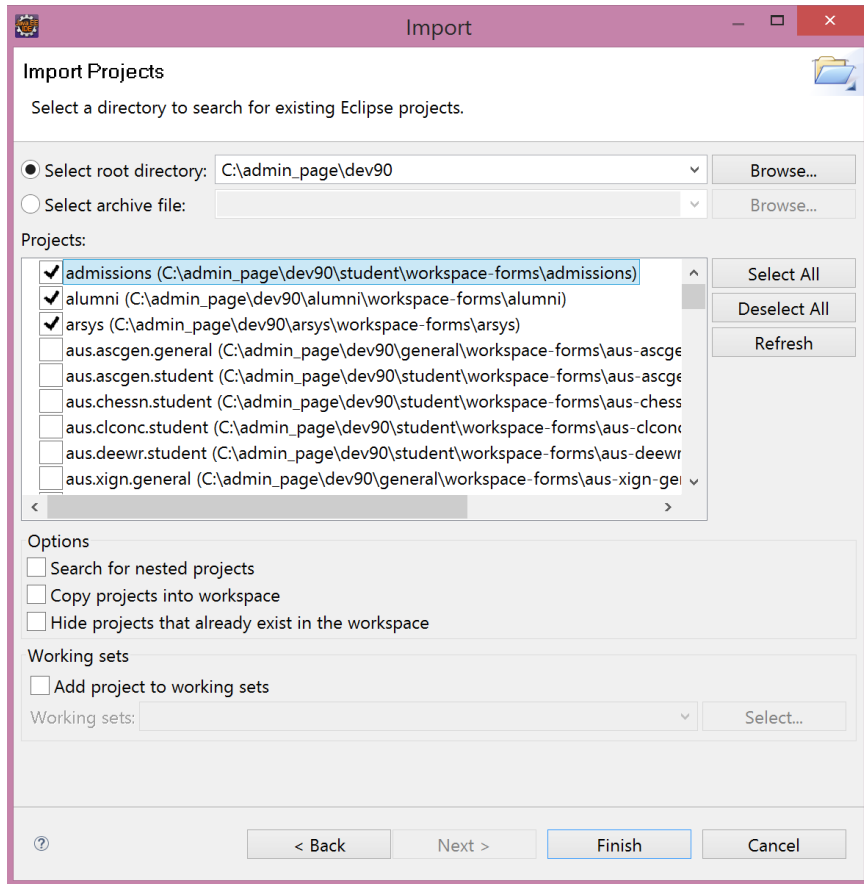 Import
Import Projects
Select a directory to search for existing Eclipse projects.
Select root directory: C:\admin_page\dev90 Browse...
Select archive file: Browse...
Projects:
admissions (C:\admin_page\dev90\student\workspace-forms\admissions) Select All
alumni (C:\admin_page\dev90\alumni\workspace-forms\alumni)
Deselect All
arsys (C:\admin_page\dev90\arsys\workspace-forms\arsys)
aus.ascgen.general (C:\admin_page\dev90\general\workspace-forms\aus-ascge Refresh
aus.ascgen.student (C:\admin_page\dev90\student\workspace-forms\aus-ascge
aus.chessn.student (C:\admin_page\dev90\student\workspace-forms\aus-chess
aus.clconc.student (C:\admin_page\dev90\student\workspace-forms\aus-clconc
aus.deewr.student (C:\admin_page\dev90\student\workspace-forms\aus-deewr
aus.xign.general (C:\admin_page\dev90\general\workspace-forms\aus-xign-ger
Options
Search for nested projects
Copy projects into workspace
Hide projects that already exist in the workspace
Working sets
Add project to working sets
Working sets: Select...
? < Back Next > Finish Cancel